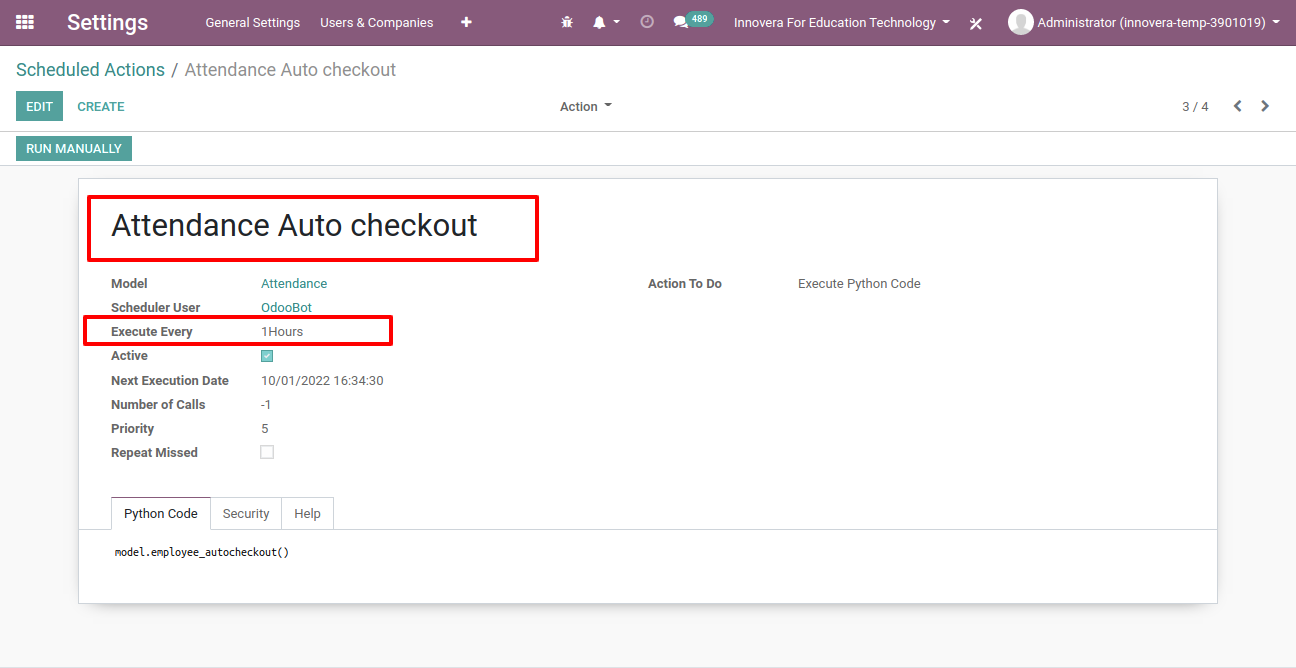 Settings General Settings Users & Companies 489 Innovera For Education Technology Administrator (innovera-temp-3901019)
Scheduled Actions / Attendance Auto checkout
EDIT CREATE Action 3 / 4
RUN MANUALLY
Attendance Auto checkout
Model Attendance Action To Do Execute Python Code
Scheduler User OdooBot
Execute Every 1Hours
Active
Next Execution Date 10/01/2022 16:34:30
Number of Calls -1
Priority 5
Repeat Missed
Python Code Security Help
model.employee_autocheckout()